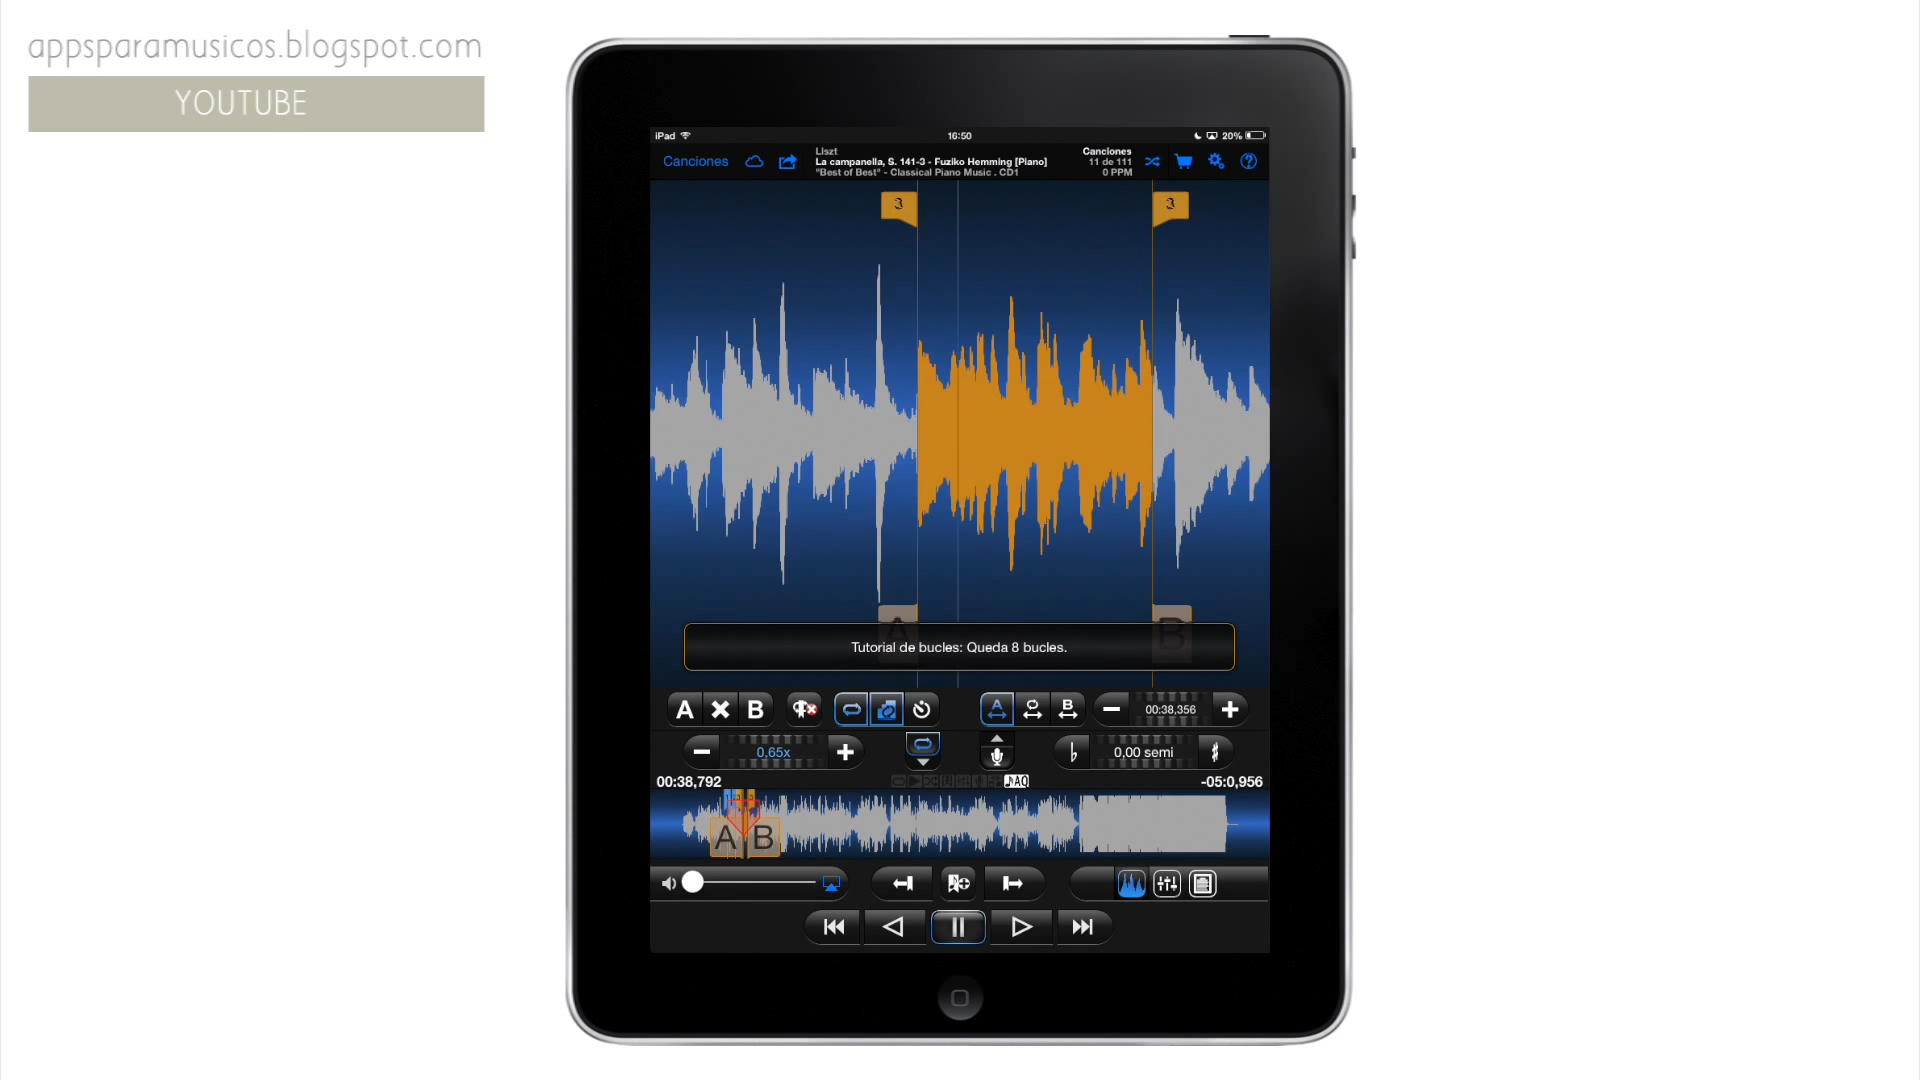 appsparamusicos.blogspot.com
YOUTUBE
iPad 16:50 20%
Canciones
Liszt
La campanella, S. 141-3 - Fuziko Hemming [Piano]
"Best of Best" - Classical Piano Music . CD1
Canciones
11 de 111
0 PPM
3 3
A B
Tutorial de bucles: Queda 8 bucles.
A B A B 00:38,356
0,65x 0,00 semi
00:38,792 -05:0,956
A B